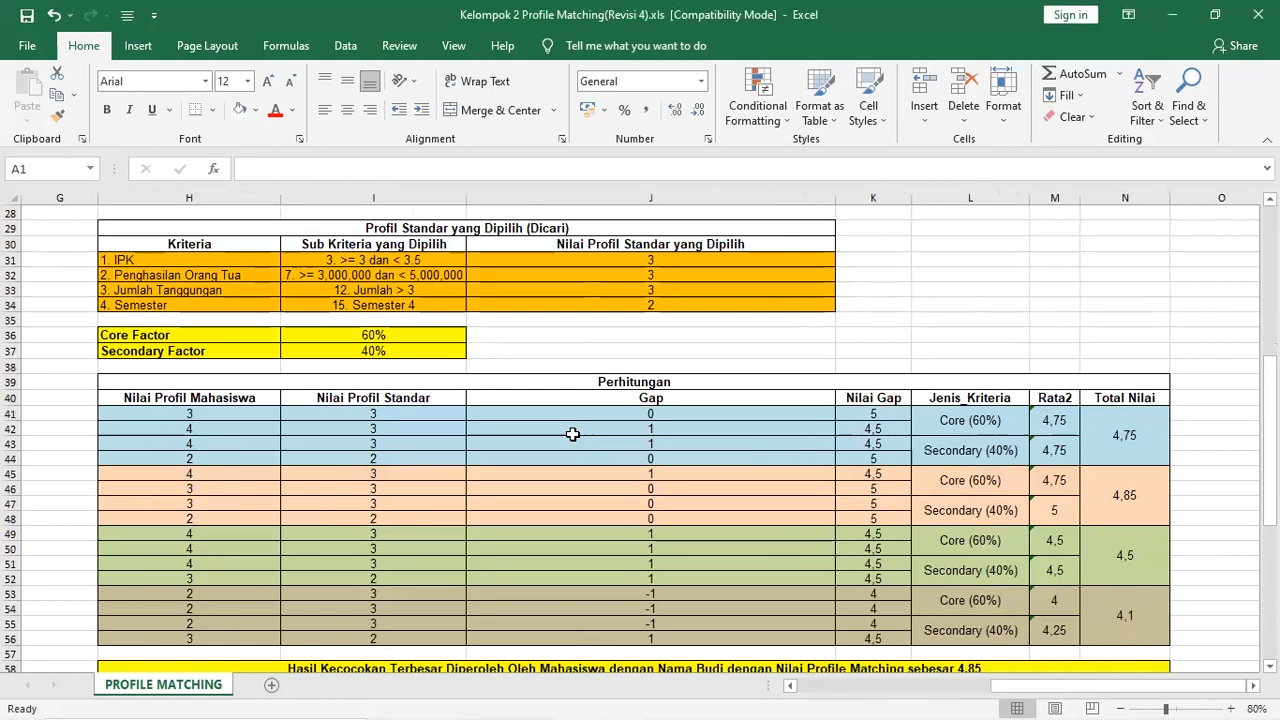 Kelompok 2 Profile Matching(Revisi 4).xls [Compatibility Mode] - Excel
Sign in
File Home Insert Page Layout Formulas Data Review View Help Tell me what you want to do Share
Paste
Clipboard
Arial 12
B I U
Font
Wrap Text
Merge & Center
Alignment
General
Number
Conditional Formatting
Format as Table
Cell Styles
Styles
Insert Delete Format
Cells
AutoSum
Fill
Clear
Sort & Filter
Find & Select
Editing
A1 fx
G H I J K L M N O
28
29 Profil Standar yang Dipilih (Dicari)
30 Kriteria Sub Kriteria yang Dipilih Nilai Profil Standar yang Dipilih
31 1. IPK 3. >= 3 dan < 3.5 3
32 2. Penghasilan Orang Tua 7. >= 3,000,000 dan < 5,000,000 3
33 3. Jumlah Tanggungan 12. Jumlah > 3 3
34 4. Semester 15. Semester 4 2
35
36 Core Factor 60%
37 Secondary Factor 40%
38
39 Perhitungan
40 Nilai Profil Mahasiswa Nilai Profil Standar Gap Nilai Gap Jenis_Kriteria Rata2 Total Nilai
41 3 3 0 5 Core (60%) 4,75 4,75
42 4 3 1 4,5
43 4 3 1 4,5 Secondary (40%) 4,75
44 2 2 0 5
45 4 3 1 4,5 Core (60%) 4,75 4,85
46 3 3 0 5
47 3 3 0 5 Secondary (40%) 5
48 2 2 0 5
49 4 3 1 4,5 Core (60%) 4,5 4,5
50 4 3 1 4,5
51 4 3 1 4,5 Secondary (40%) 4,5
52 3 2 1 4,5
53 2 3 -1 4 Core (60%) 4 4,1
54 2 3 -1 4
55 2 3 -1 4 Secondary (40%) 4,25
56 3 2 1 4,5
57
58 Hasil Kecocokan Terbesar Diperoleh Oleh Mahasiswa dengan Nama Budi dengan Nilai Profile Matching sebesar 4,85
PROFILE MATCHING
Ready
80%